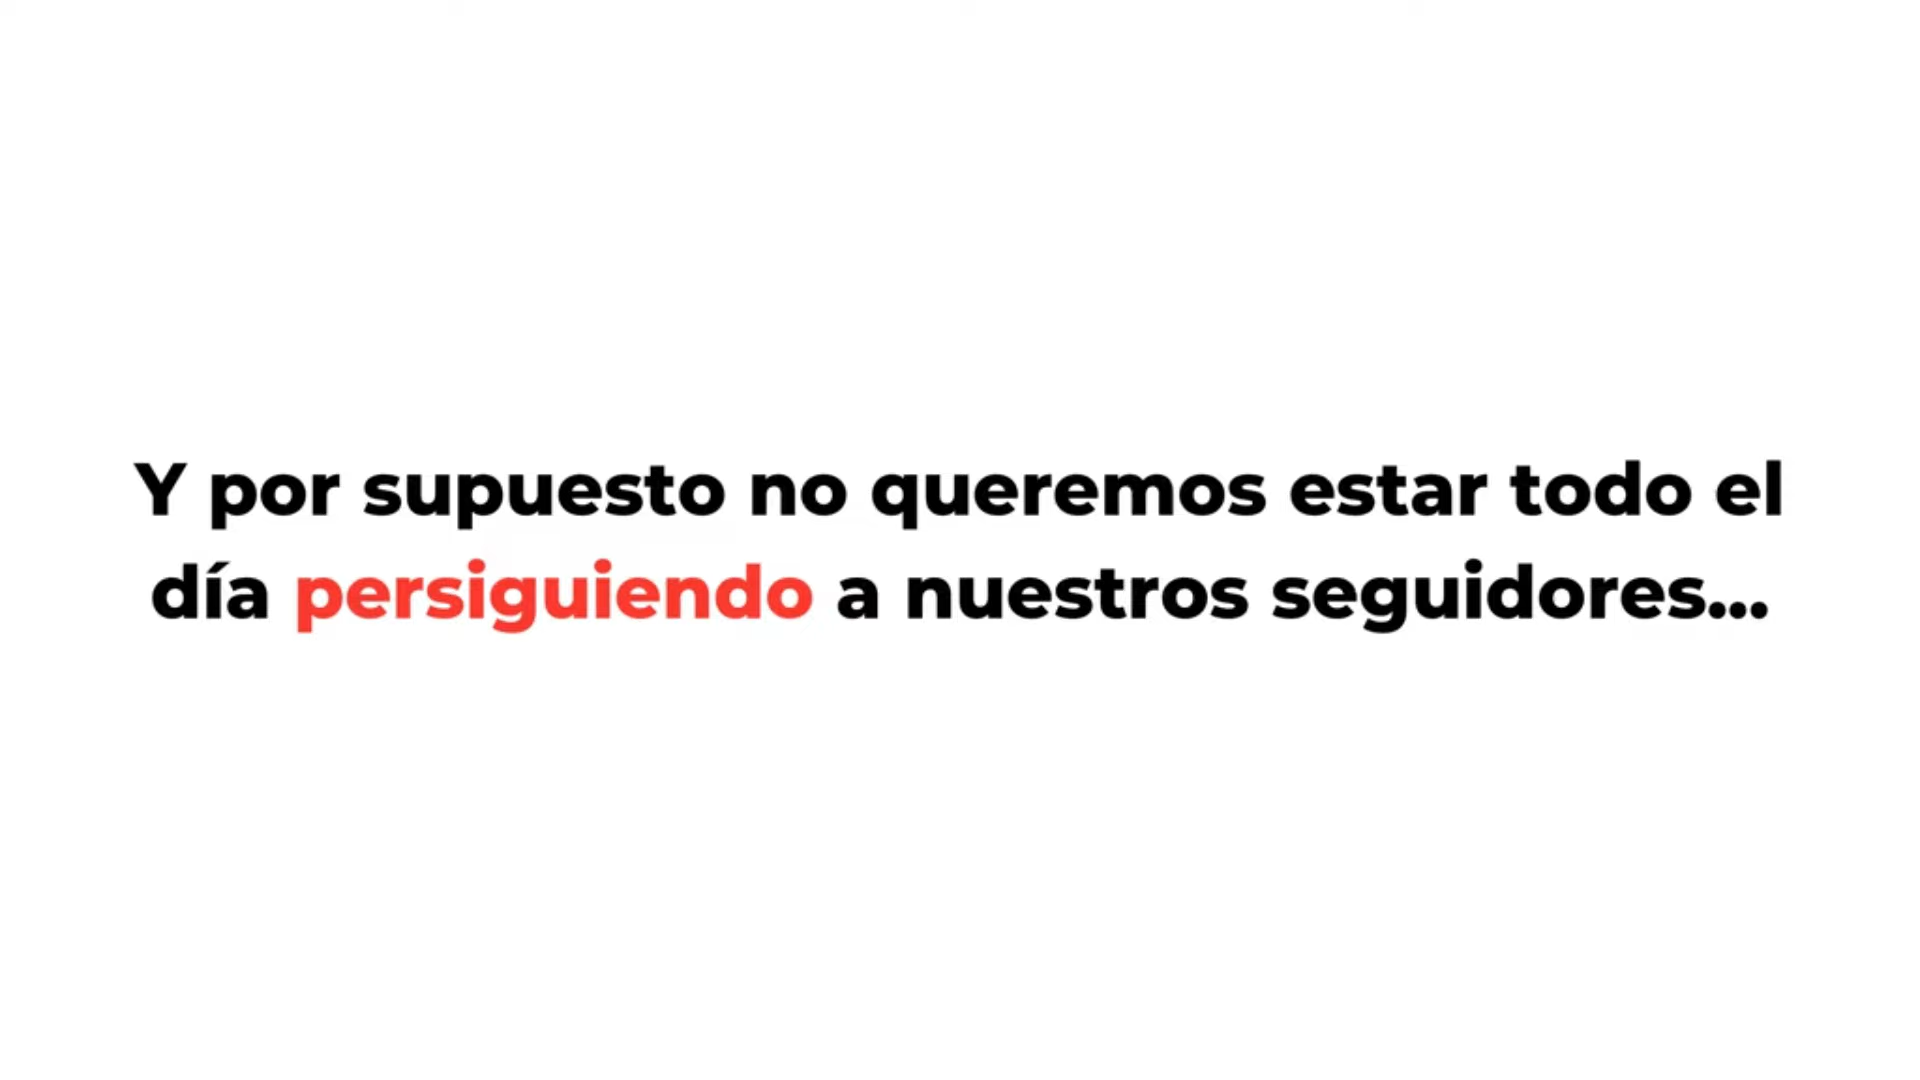 Y por supuesto no queremos estar todo el
día persiguiendo a nuestros seguidores...